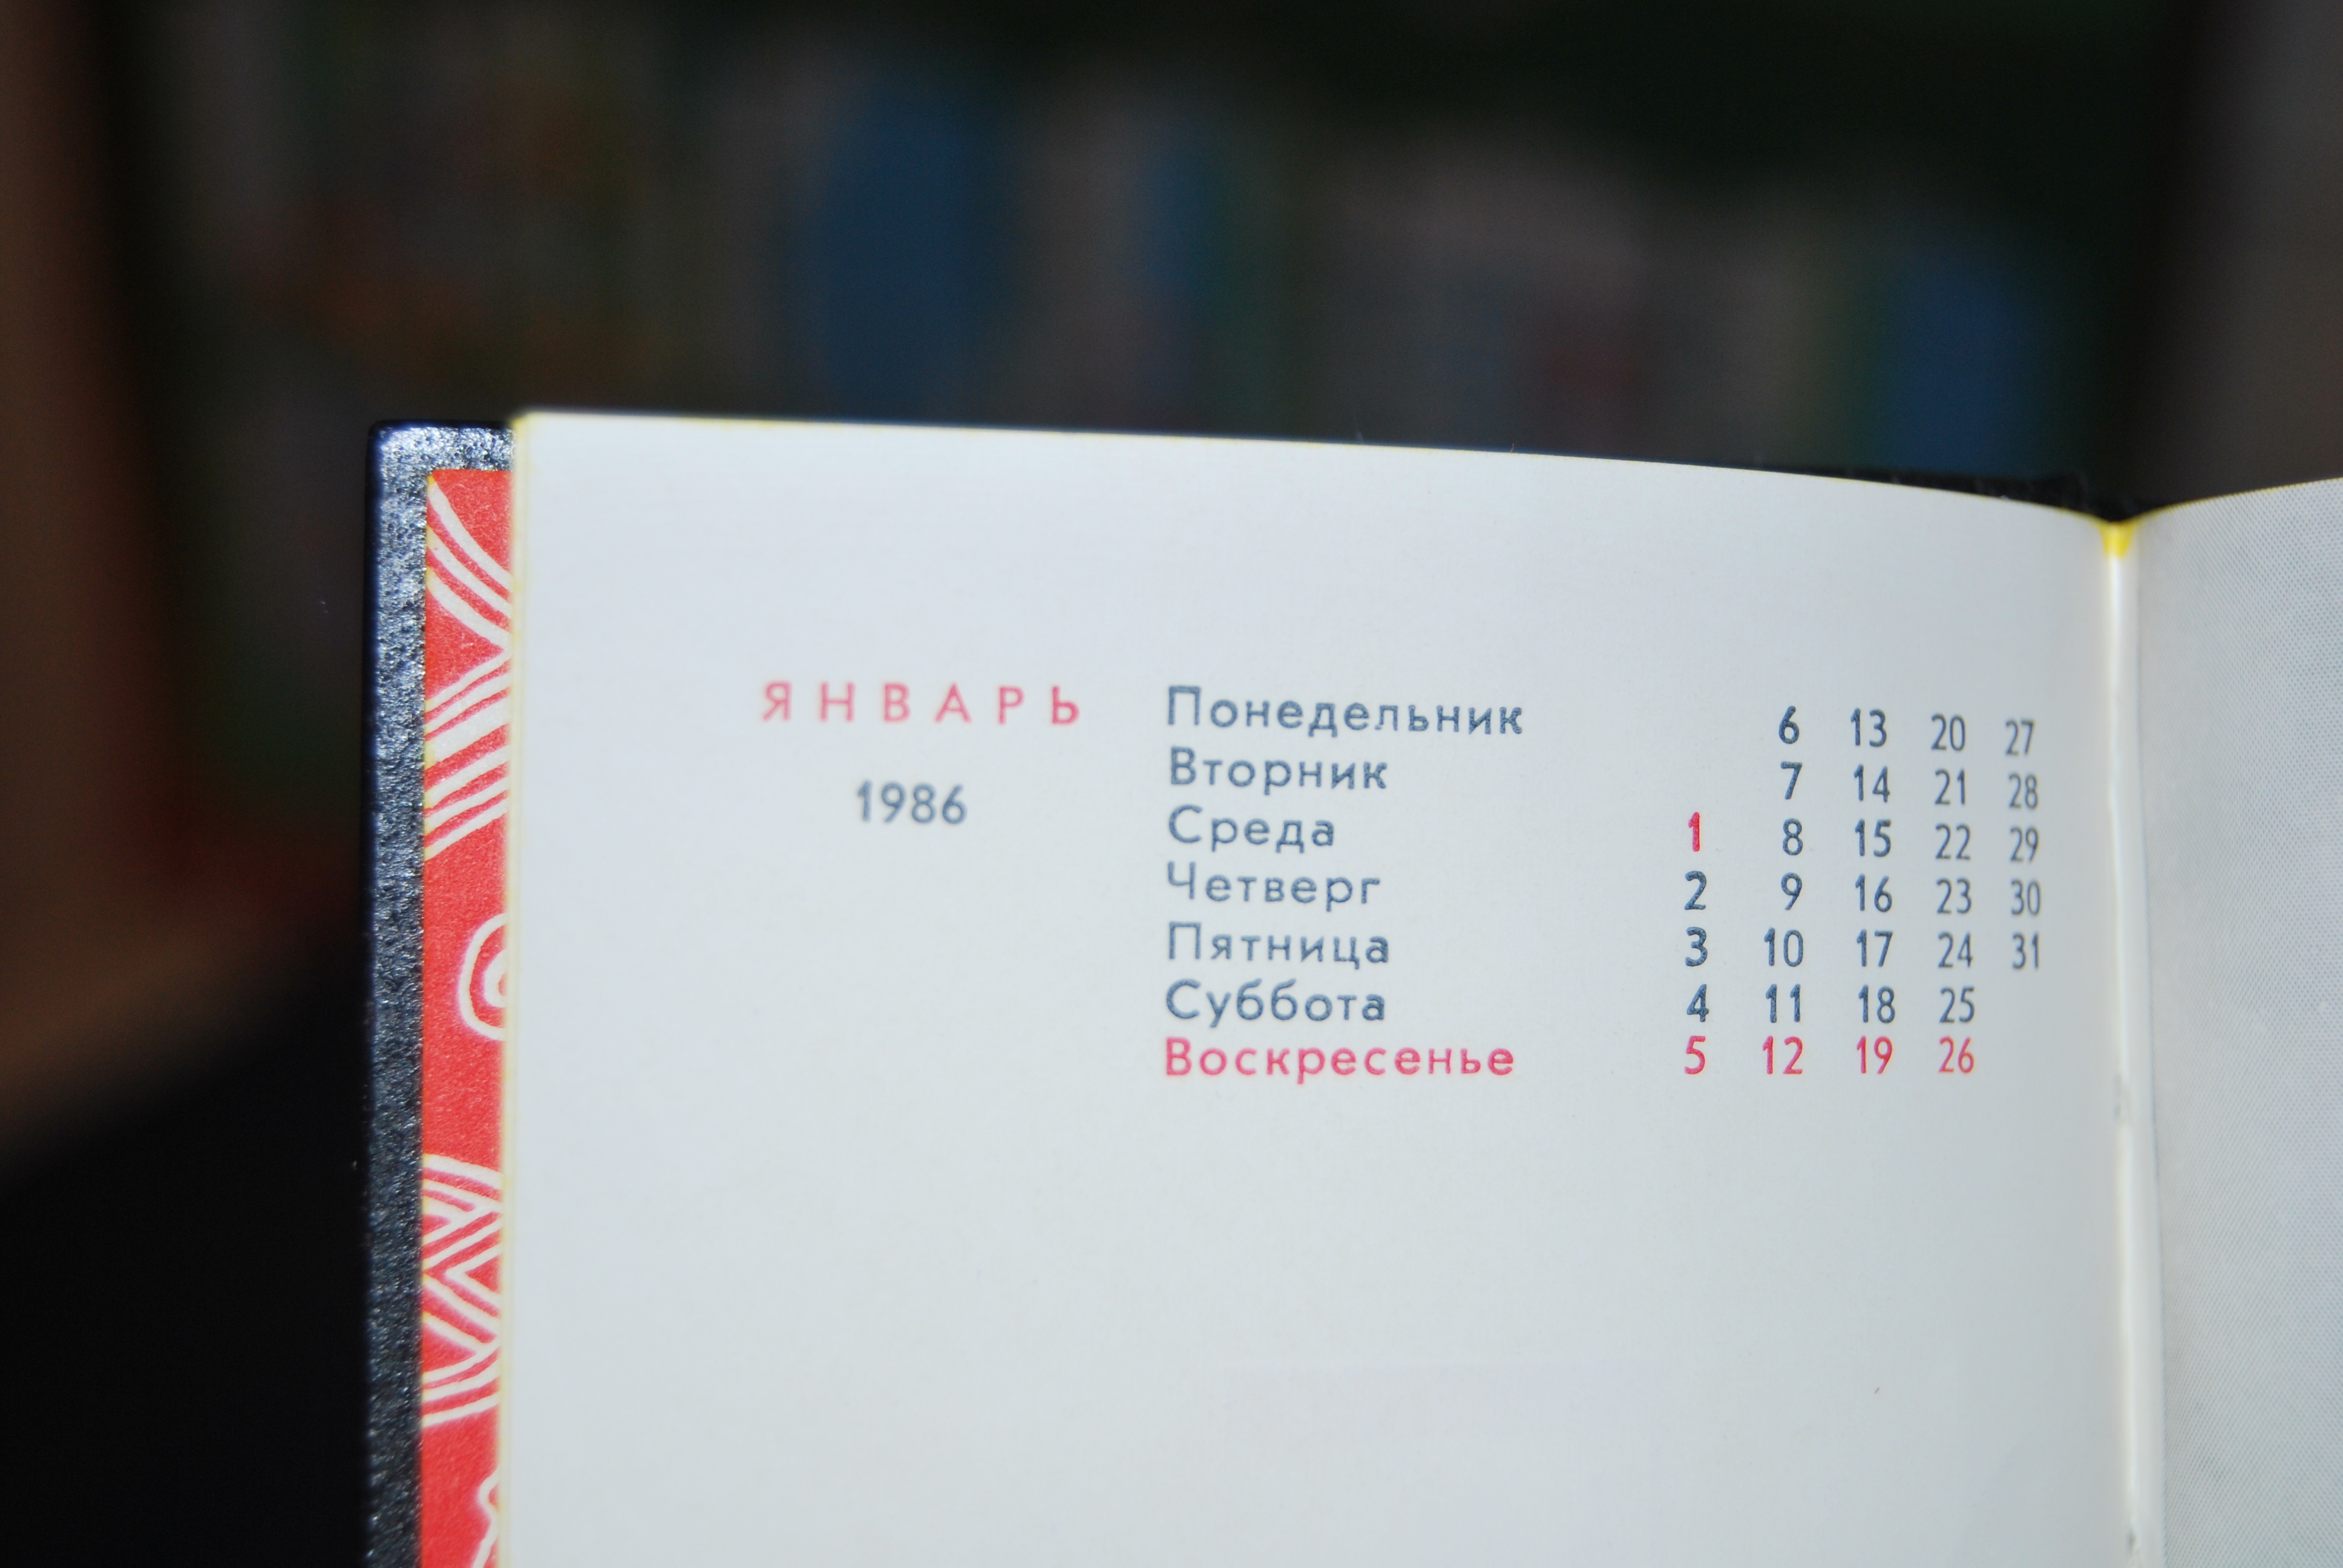 ЯНВАРЬ
1986
Понедельник 6 13 20 27
Вторник 7 14 21 28
Среда 1 8 15 22 29
Четверг 2 9 16 23 30
Пятница 3 10 17 24 31
Суббота 4 11 18 25
Воскресенье 5 12 19 26